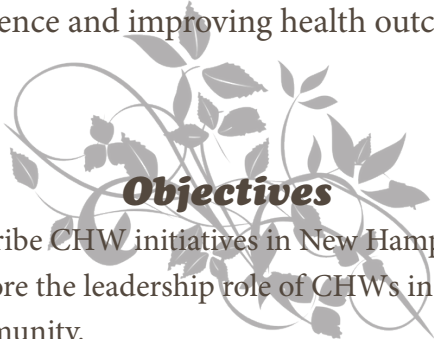 ence and improving health outc
Objectives
ribe CHW initiatives in New Hamp
ore the leadership role of CHWs in
munity.